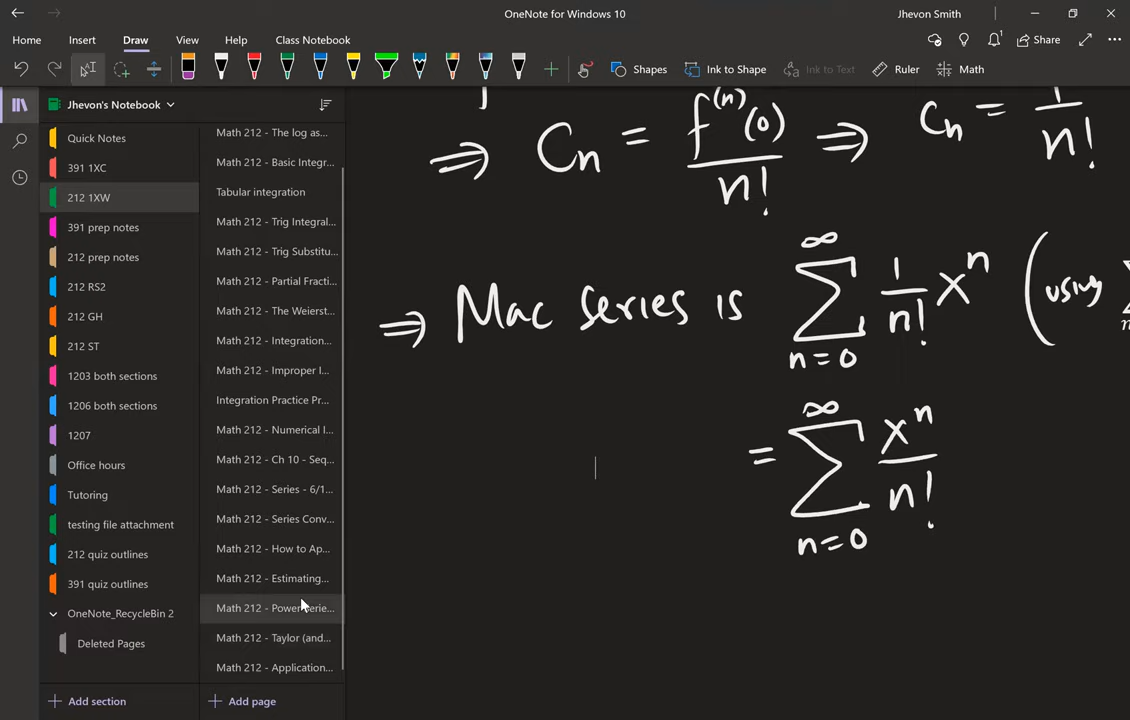 OneNote for Windows 10
Jhevon Smith
Home Insert Draw View Help Class Notebook
Share
Shapes Ink to Shape Ink to Text Ruler Math
Jhevon's Notebook
Quick Notes
391 1XC
212 1XW
391 prep notes
212 prep notes
212 RS2
212 GH
212 ST
1203 both sections
1206 both sections
1207
Office hours
Tutoring
testing file attachment
212 quiz outlines
391 quiz outlines
OneNote_RecycleBin 2
Deleted Pages
Add section
Math 212 - The log as...
Math 212 - Basic Integr...
Tabular integration
Math 212 - Trig Integral...
Math 212 - Trig Substitu...
Math 212 - Partial Fracti...
Math 212 - The Weierst...
Math 212 - Integration...
Math 212 - Improper I...
Integration Practice Pr...
Math 212 - Numerical I...
Math 212 - Ch 10 - Seq...
Math 212 - Series - 6/1...
Math 212 - Series Conv...
Math 212 - How to Ap...
Math 212 - Estimating...
Math 212 - Power Serie...
Math 212 - Taylor (and...
Math 212 - Application...
Add page
⇒ Cn = f⁽ⁿ⁾(0)/n! ⇒ Cn = 1/n!
⇒ Mac series is ∑_{n=0}^{∞} 1/n! xⁿ (using ∑
= ∑_{n=0}^{∞} xⁿ/n!